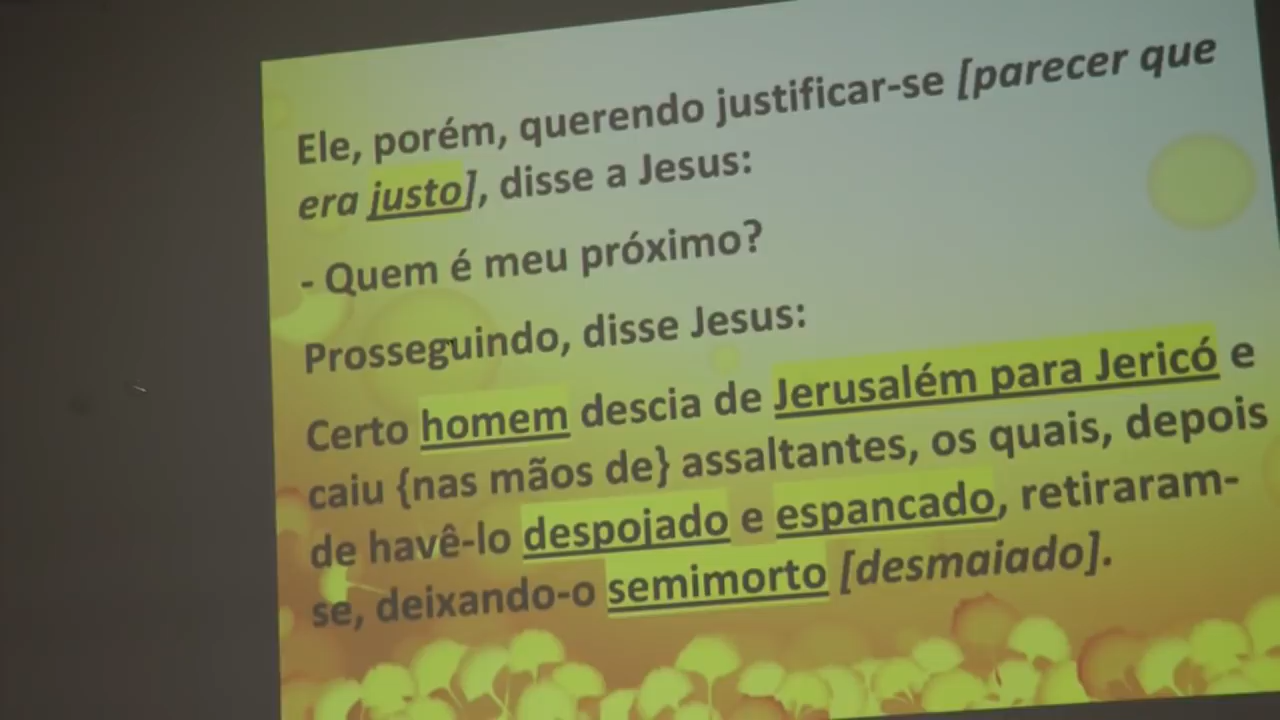 Ele, porém, querendo justificar-se [parecer que
era justo], disse a Jesus:
- Quem é meu próximo?
Prosseguindo, disse Jesus:
Certo homem descia de Jerusalém para Jericó e
caiu {nas mãos de} assaltantes, os quais, depois
de havê-lo despojado e espancado, retiraram-
se, deixando-o semimorto [desmaiado].